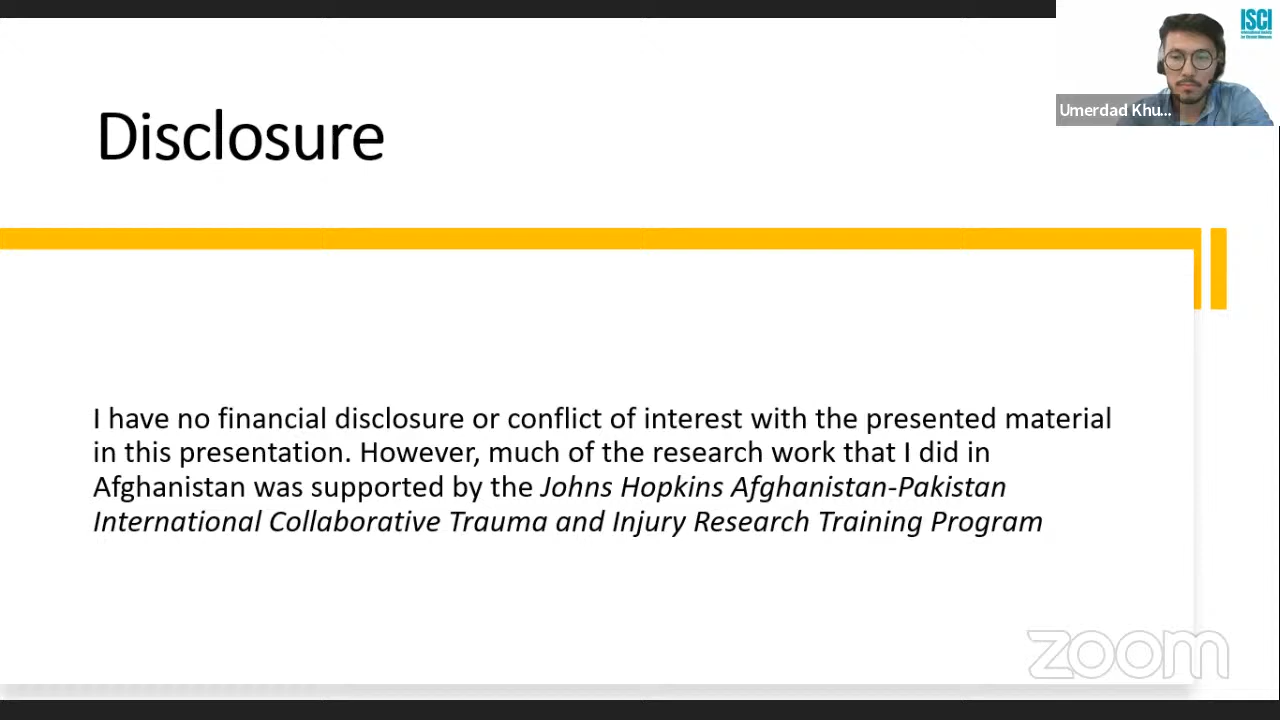 ISCI
Umerdad Khu...
Disclosure
I have no financial disclosure or conflict of interest with the presented material
in this presentation. However, much of the research work that I did in
Afghanistan was supported by the Johns Hopkins Afghanistan-Pakistan
International Collaborative Trauma and Injury Research Training Program
zoom